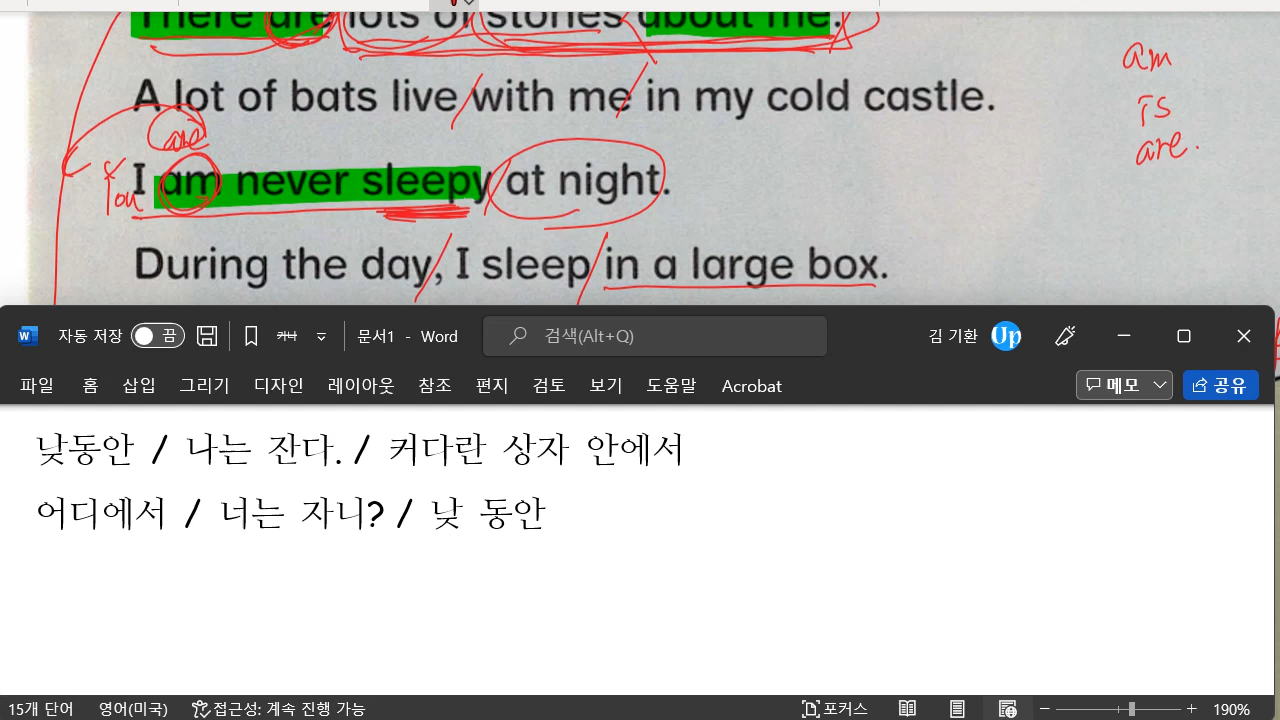 There are lots of stories about me.
A lot of bats live with me in my cold castle.
am
is
are
I am never sleepy at night.
are.
You
During the day, I sleep in a large box.
자동 저장 끔 문서1 - Word 검색(Alt+Q) 김 기환 Up
파일 홈 삽입 그리기 디자인 레이아웃 참조 편지 검토 보기 도움말 Acrobat 메모 공유
낮동안 / 나는 잔다. / 커다란 상자 안에서
어디에서 / 너는 자니? / 낮 동안
15개 단어 영어(미국) 접근성: 계속 진행 가능 포커스 190%